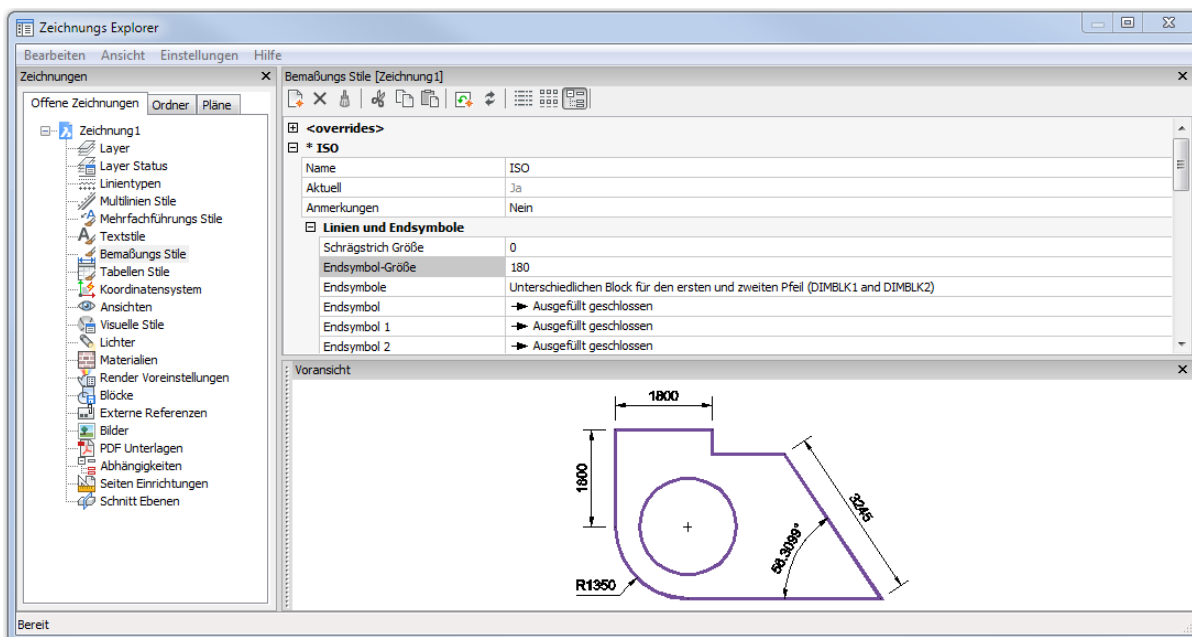 Zeichnungs Explorer
Bearbeiten Ansicht Einstellungen Hilfe
Zeichnungen
Offene Zeichnungen Ordner Pläne
Zeichnung1
Layer
Layer Status
Linientypen
Multilinien Stile
Mehrfachführungs Stile
Textstile
Bemaßungs Stile
Tabellen Stile
Koordinatensystem
Ansichten
Visuelle Stile
Lichter
Materialien
Render Voreinstellungen
Blöcke
Externe Referenzen
Bilder
PDF Unterlagen
Abhängigkeiten
Seiten Einrichtungen
Schnitt Ebenen
Bemaßungs Stile [Zeichnung1]
<overrides>
* ISO
Name ISO
Aktuell Ja
Anmerkungen Nein
Linien und Endsymbole
Schrägstrich Größe 0
Endsymbol-Größe 180
Endsymbole Unterschiedlichen Block für den ersten und zweiten Pfeil (DIMBLK1 and DIMBLK2)
Endsymbol Ausgefüllt geschlossen
Endsymbol 1 Ausgefüllt geschlossen
Endsymbol 2 Ausgefüllt geschlossen
Voransicht
1800
1800
3245
58.3099°
R1350
Bereit